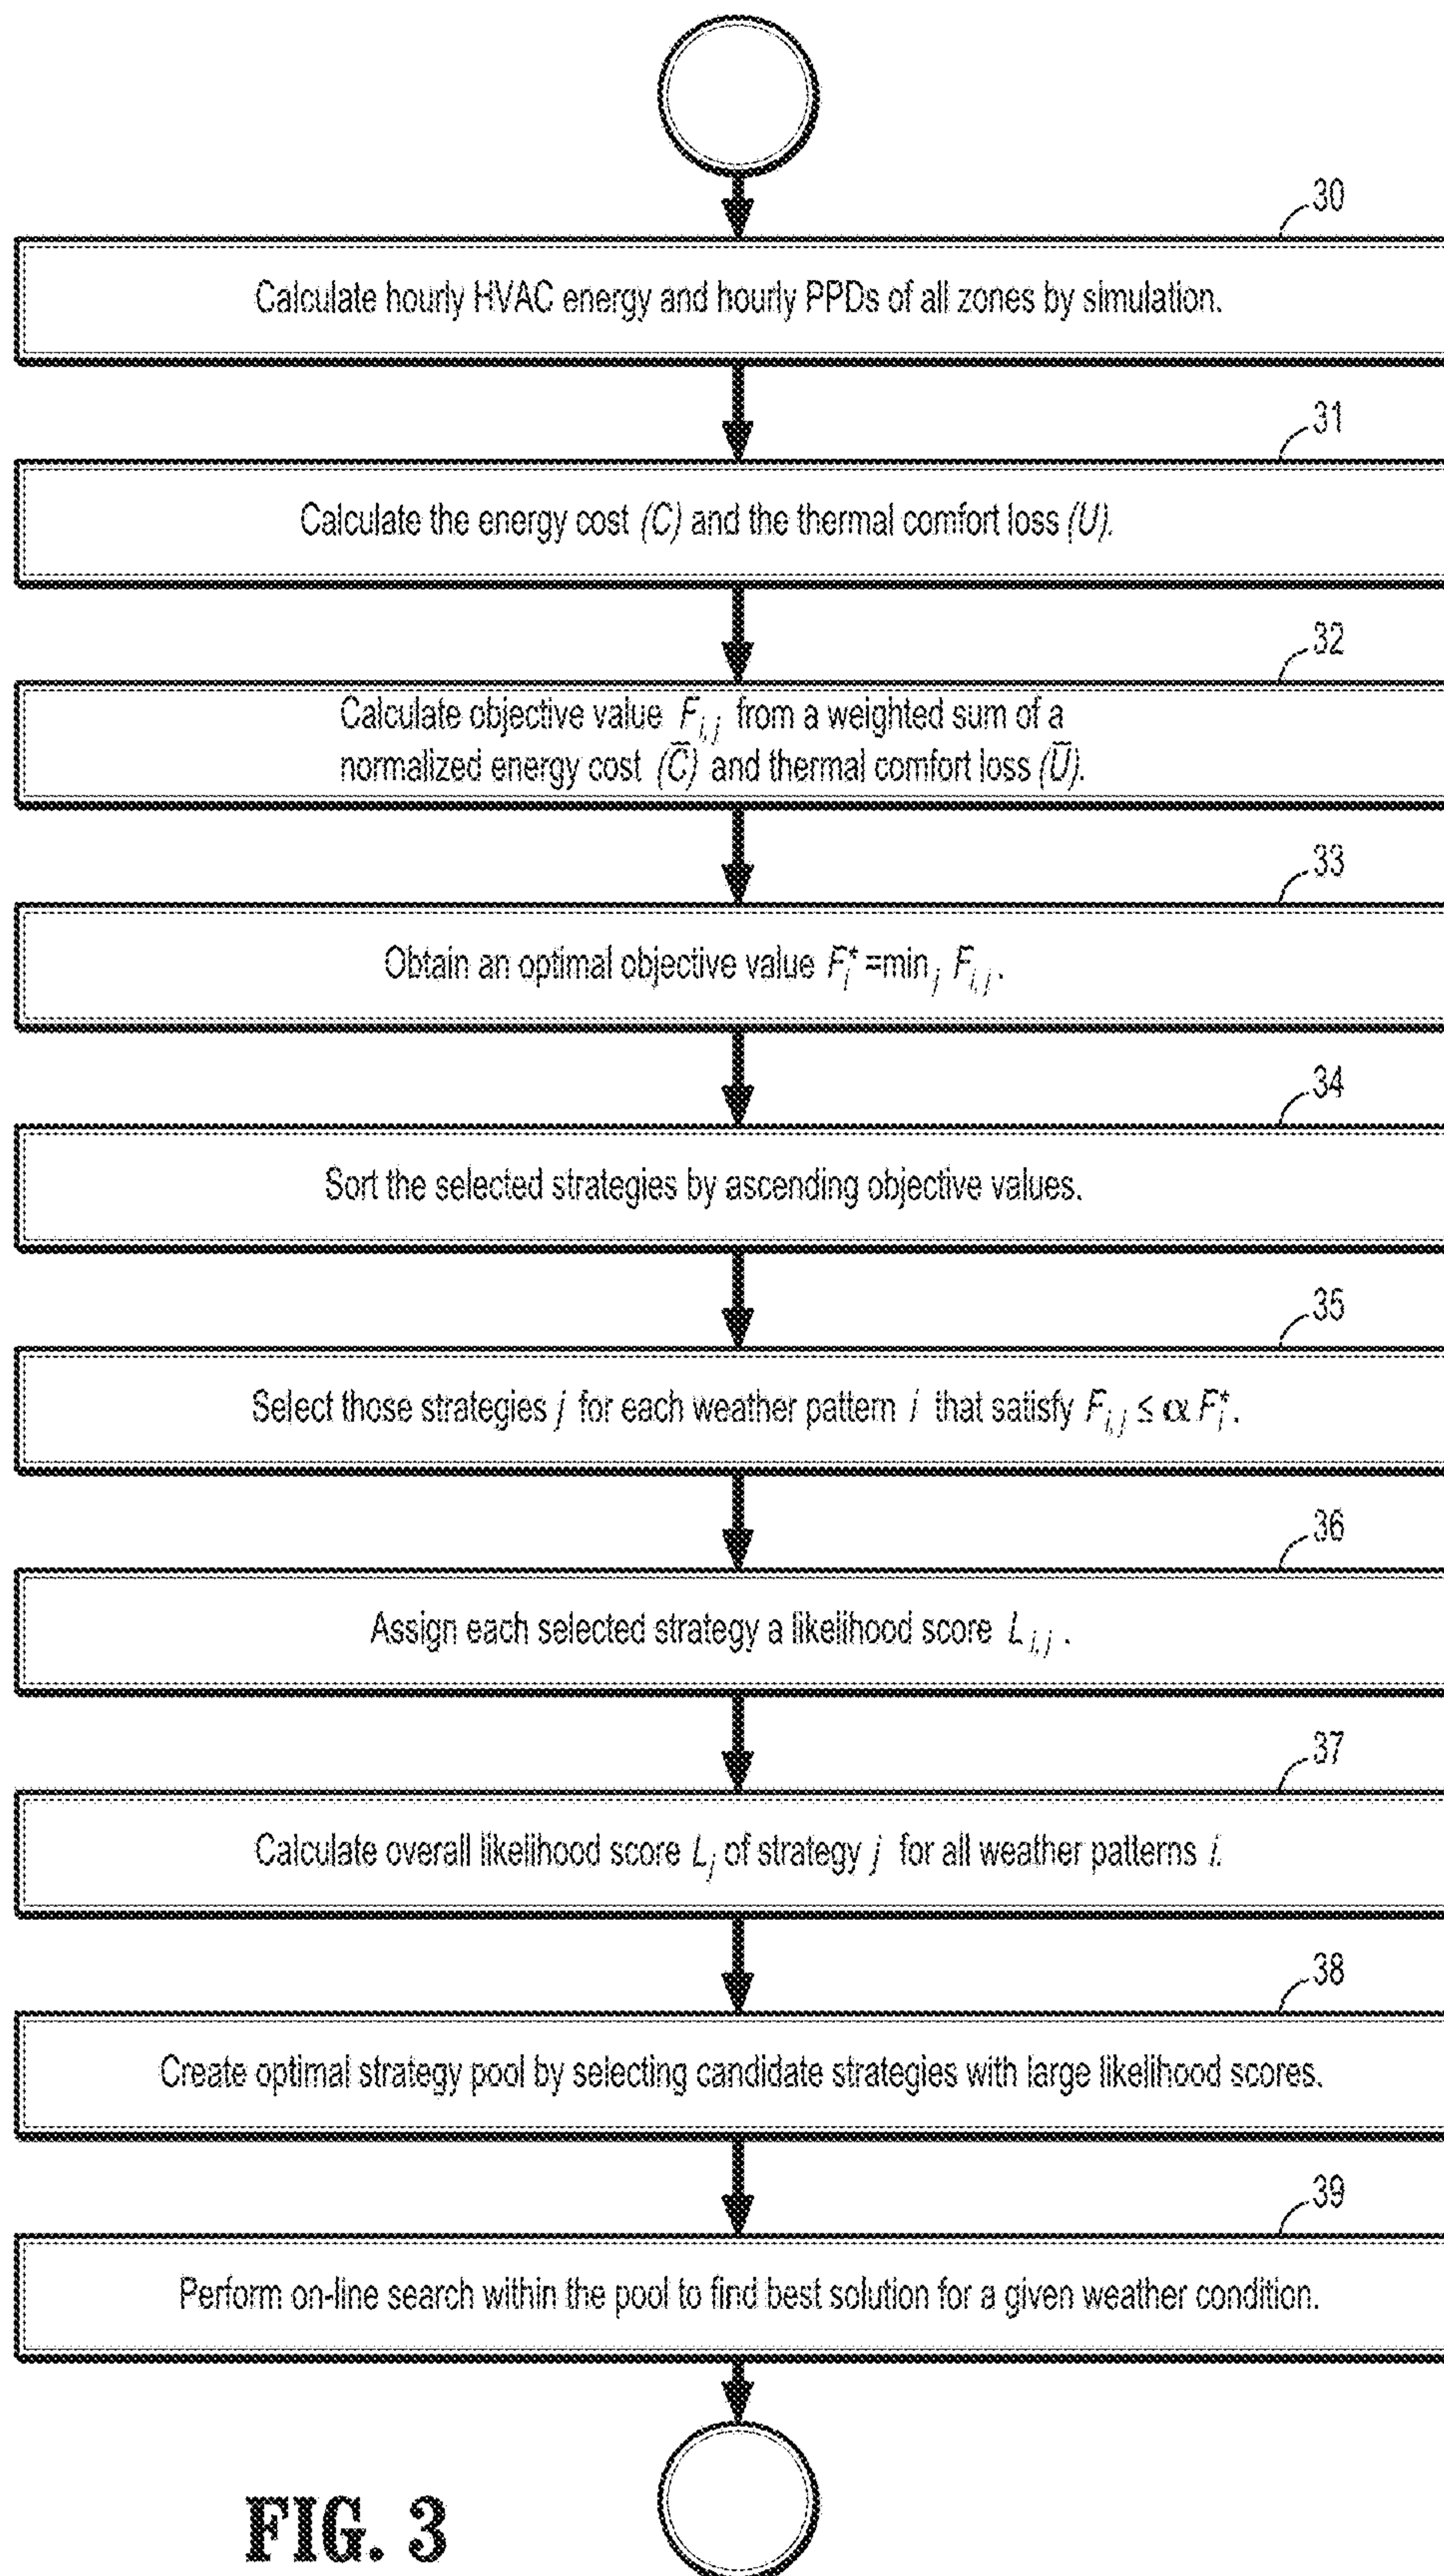 30
Calculate hourly HVAC energy and hourly PPDs of all zones by simulation.
31
Calculate the energy cost (C) and the thermal comfort loss (U).
32
Calculate objective value F_{i,j} from a weighted sum of a
normalized energy cost (C̄) and thermal comfort loss (Ū).
33
Obtain an optimal objective value F_i^*=min_j F_{i,j}.
34
Sort the selected strategies by ascending objective values.
35
Select those strategies j for each weather pattern i that satisfy F_{i,j} ≤ α F_i^*.
36
Assign each selected strategy a likelihood score L_{i,j}.
37
Calculate overall likelihood score L_j of strategy j for all weather patterns i.
38
Create optimal strategy pool by selecting candidate strategies with large likelihood scores.
39
Perform on-line search within the pool to find best solution for a given weather condition.
FIG. 3